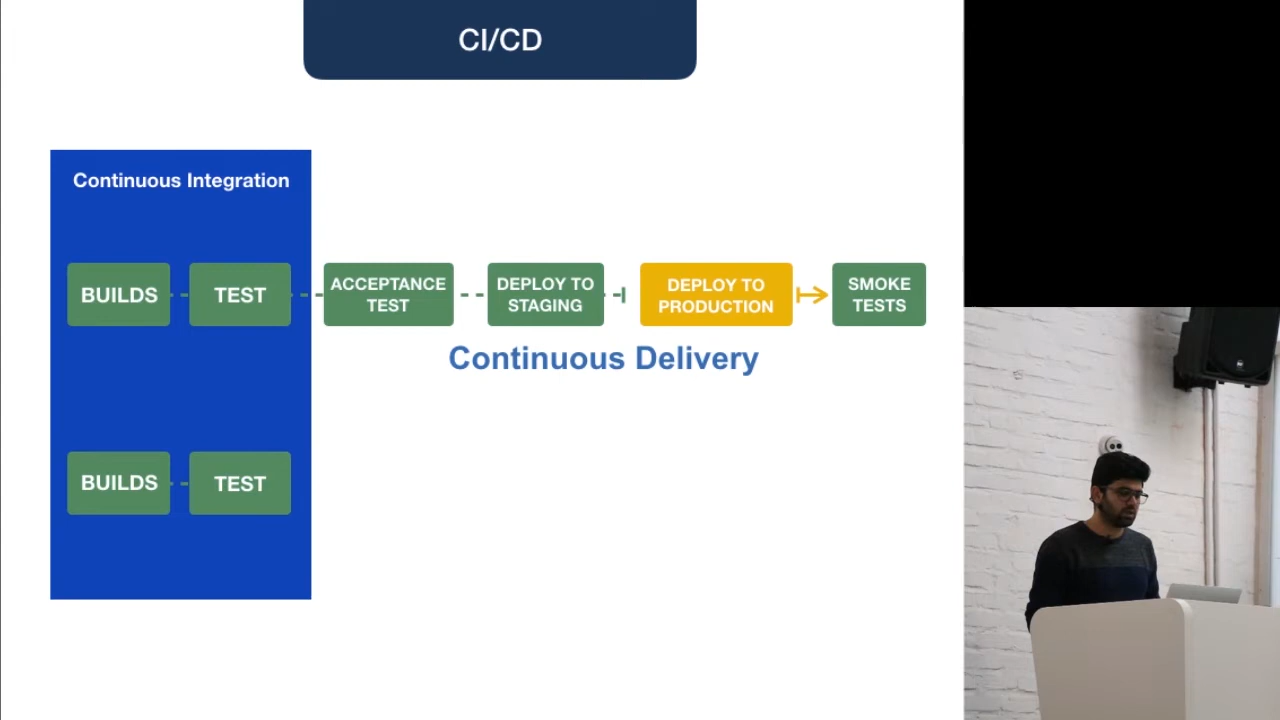 CI/CD
Continuous Integration
BUILDS
TEST
ACCEPTANCE
TEST
DEPLOY TO
STAGING
DEPLOY TO
PRODUCTION
SMOKE
TESTS
Continuous Delivery
BUILDS
TEST